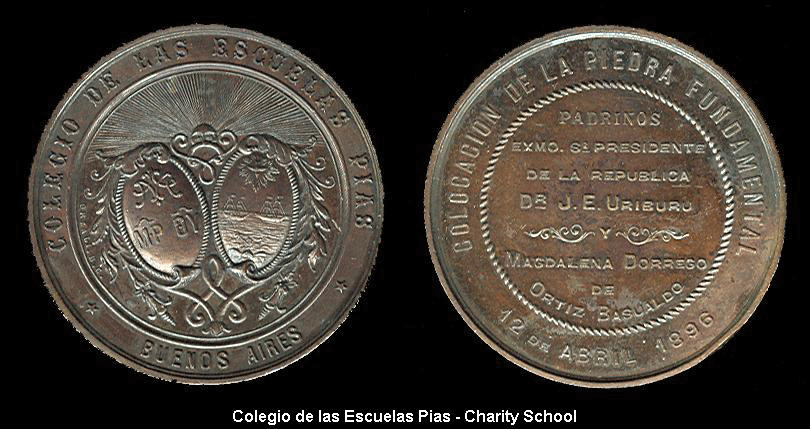 COLEGIO DE LAS ESCUELAS PIAS
BUENOS AIRES
COLOCACION DE LA PIEDRA FUNDAMENTAL
PADRINOS
EXMO. Sr PRESIDENTE
DE LA REPUBLICA
DR J. E. URIBURU
Y
MAGDALENA DORREGO
DE
ORTIZ BASUALDO
12 DE ABRIL 1896
Colegio de las Escuelas Pias - Charity School